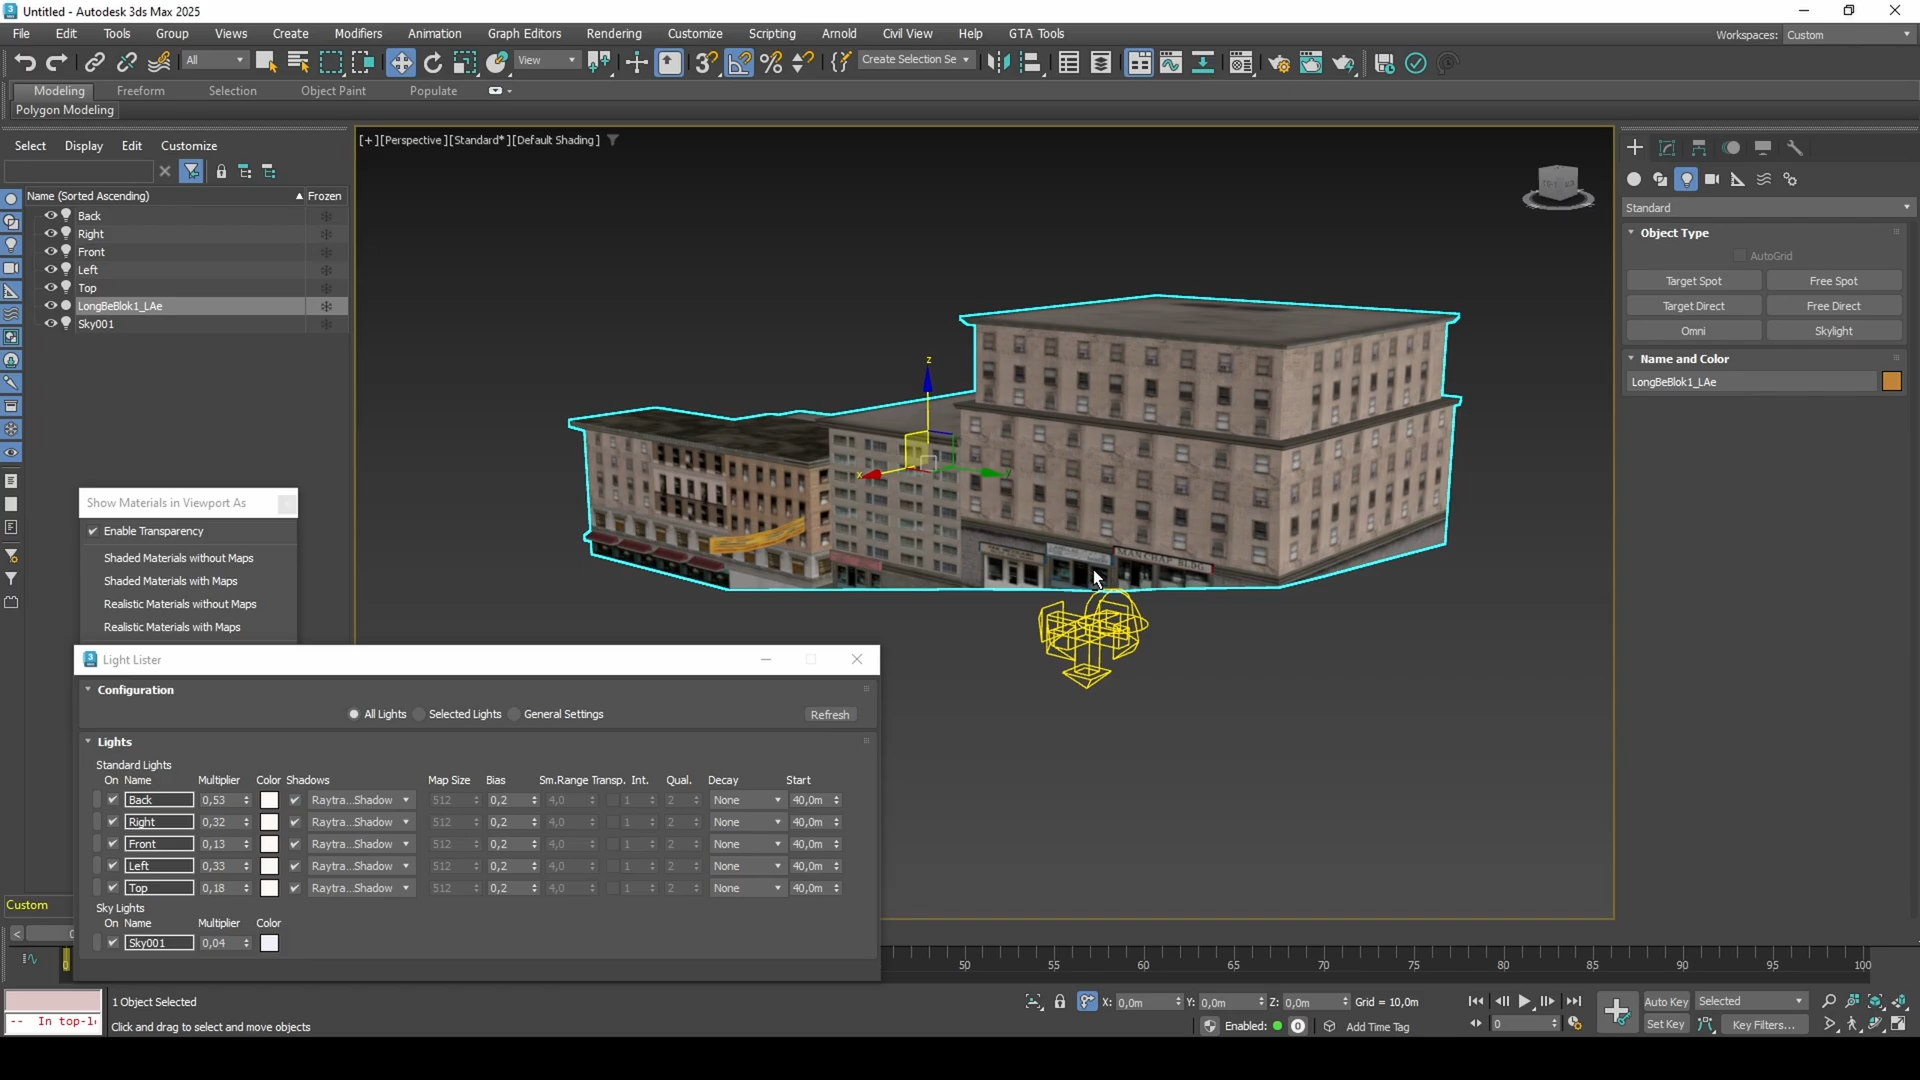 Untitled - Autodesk 3ds Max 2025
File Edit Tools Group Views Create Modifiers Animation Graph Editors Rendering Customize Scripting Arnold Civil View Help GTA Tools
Workspaces: Custom
All View Create Selection Se
Modeling Freeform Selection Object Paint Populate
Polygon Modeling
Select Display Edit Customize
[+] [Perspective] [Standard*] [Default Shading]
Name (Sorted Ascending) Frozen
Back
Right
Front
Left
Top
LongBeBlok1_LAe
Sky001
Standard
Object Type
AutoGrid
Target Spot Free Spot
Target Direct Free Direct
Omni Skylight
Name and Color
LongBeBlok1_LAe
z
x y
MANCHAP BLDG.
Show Materials in Viewport As
Enable Transparency
Shaded Materials without Maps
Shaded Materials with Maps
Realistic Materials without Maps
Realistic Materials with Maps
Light Lister
Configuration
All Lights Selected Lights General Settings Refresh
Lights
Standard Lights
On Name Multiplier Color Shadows Map Size Bias Sm.Range Transp. Int. Qual. Decay Start
Back 0,53 Raytra...Shadow 512 0,2 4,0 1 2 None 40,0m
Right 0,32 Raytra...Shadow 512 0,2 4,0 1 2 None 40,0m
Front 0,13 Raytra...Shadow 512 0,2 4,0 1 2 None 40,0m
Left 0,33 Raytra...Shadow 512 0,2 4,0 1 2 None 40,0m
Top 0,18 Raytra...Shadow 512 0,2 4,0 1 2 None 40,0m
Sky Lights
On Name Multiplier Color
Sky001 0,04
Custom
0 50 55 60 65 70 75 80 85 90 95 100
1 Object Selected
X: 0,0m Y: 0,0m Z: 0,0m Grid = 10,0m
Auto Key Selected
-- In top-l
Click and drag to select and move objects
Enabled: 0 Add Time Tag
0
Set Key Key Filters...